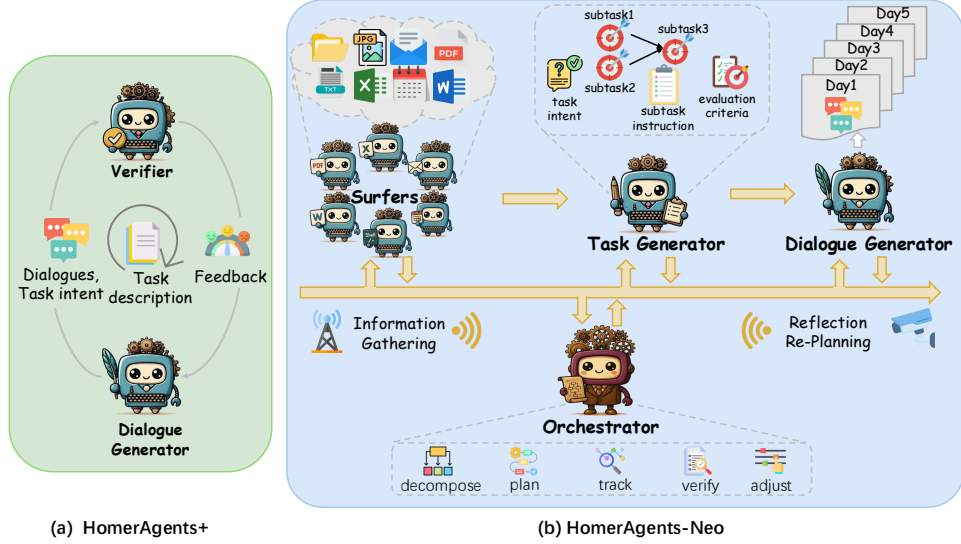 Verifier
Dialogues,
Task intent
Task
description
Feedback
Dialogue
Generator
(a) HomerAgents+
JPG
PDF
TXT
X
W
PDF
X
W
Surfers
subtask1
subtask2
subtask3
task
intent
subtask
instruction
evaluation
criteria
Task Generator
Day5
Day4
Day3
Day2
Day1
Dialogue Generator
Information
Gathering
Reflection
Re-Planning
Orchestrator
decompose
plan
track
verify
adjust
(b) HomerAgents-Neo